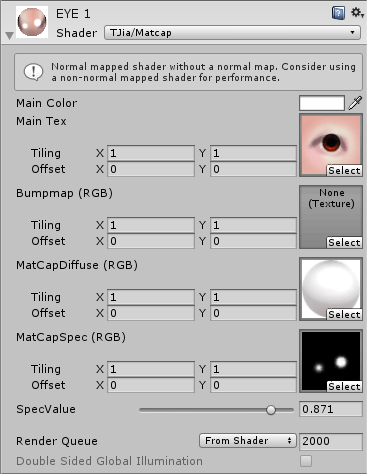 EYE 1
Shader TJia/Matcap
Normal mapped shader without a normal map. Consider using
a non-normal mapped shader for performance.
Main Color
Main Tex
Tiling X 1 Y 1
Offset X 0 Y 0
Select
Bumpmap (RGB)
None
(Texture)
Tiling X 1 Y 1
Offset X 0 Y 0
Select
MatCapDiffuse (RGB)
Tiling X 1 Y 1
Offset X 0 Y 0
Select
MatCapSpec (RGB)
Tiling X 1 Y 1
Offset X 0 Y 0
Select
SpecValue 0.871
Render Queue From Shader 2000
Double Sided Global Illumination